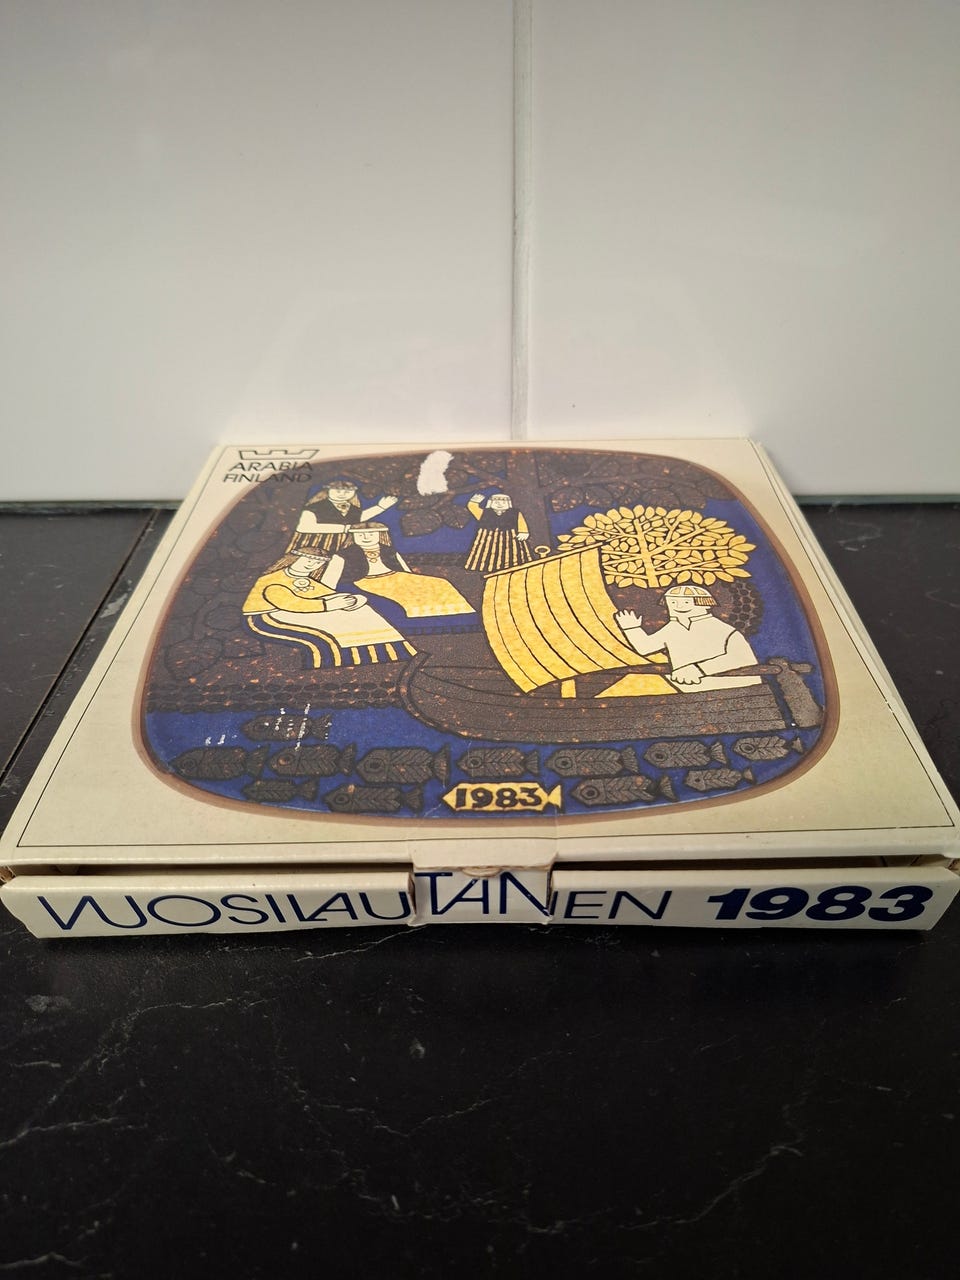 ARABIA
FINLAND
1983
VUOSILAUTANEN 1983